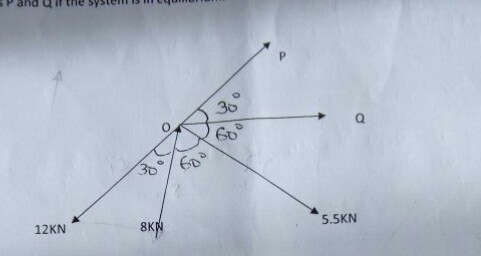 P and Q if the system is in equilibrium
P
30°
O
Q
60°
30° 60°
12KN
8KN
5.5KN